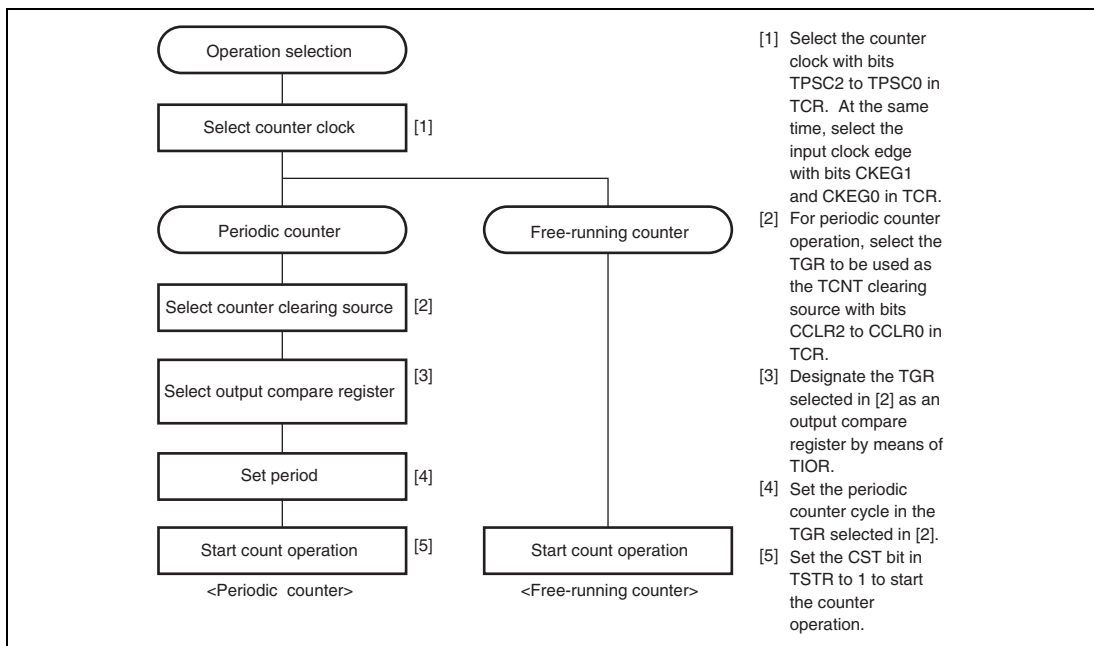 Operation selection
Select counter clock
[1]
Periodic counter
Free-running counter
Select counter clearing source
[2]
Select output compare register
[3]
Set period
[4]
Start count operation
[5]
Start count operation
<Periodic counter>
<Free-running counter>
[1] Select the counter
clock with bits
TPSC2 to TPSC0 in
TCR. At the same
time, select the
input clock edge
with bits CKEG1
and CKEG0 in TCR.
[2] For periodic counter
operation, select the
TGR to be used as
the TCNT clearing
source with bits
CCLR2 to CCLR0 in
TCR.
[3] Designate the TGR
selected in [2] as an
output compare
register by means of
TIOR.
[4] Set the periodic
counter cycle in the
TGR selected in [2].
[5] Set the CST bit in
TSTR to 1 to start
the counter
operation.